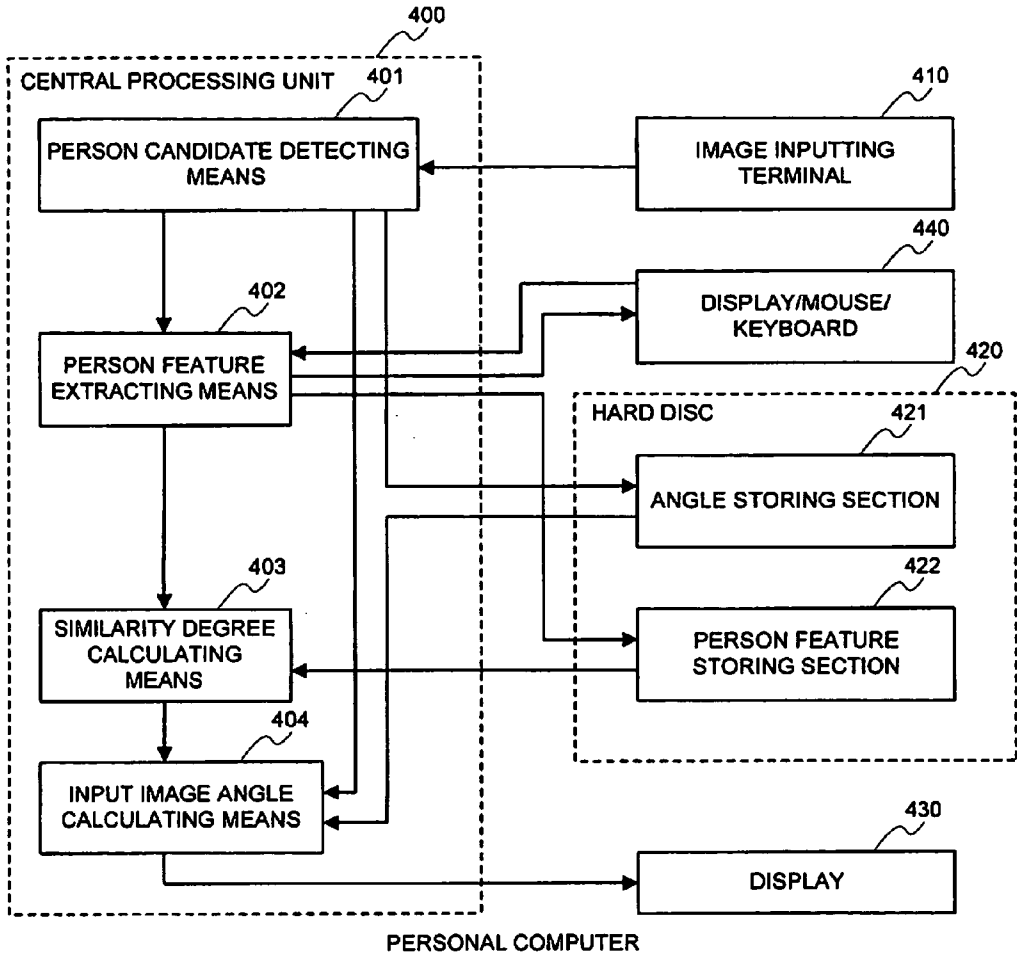 400
CENTRAL PROCESSING UNIT
401
PERSON CANDIDATE DETECTING
MEANS
410
IMAGE INPUTTING
TERMINAL
440
DISPLAY/MOUSE/
KEYBOARD
402
PERSON FEATURE
EXTRACTING MEANS
420
HARD DISC
421
ANGLE STORING SECTION
422
PERSON FEATURE
STORING SECTION
403
SIMILARITY DEGREE
CALCULATING
MEANS
404
INPUT IMAGE ANGLE
CALCULATING MEANS
430
DISPLAY
PERSONAL COMPUTER